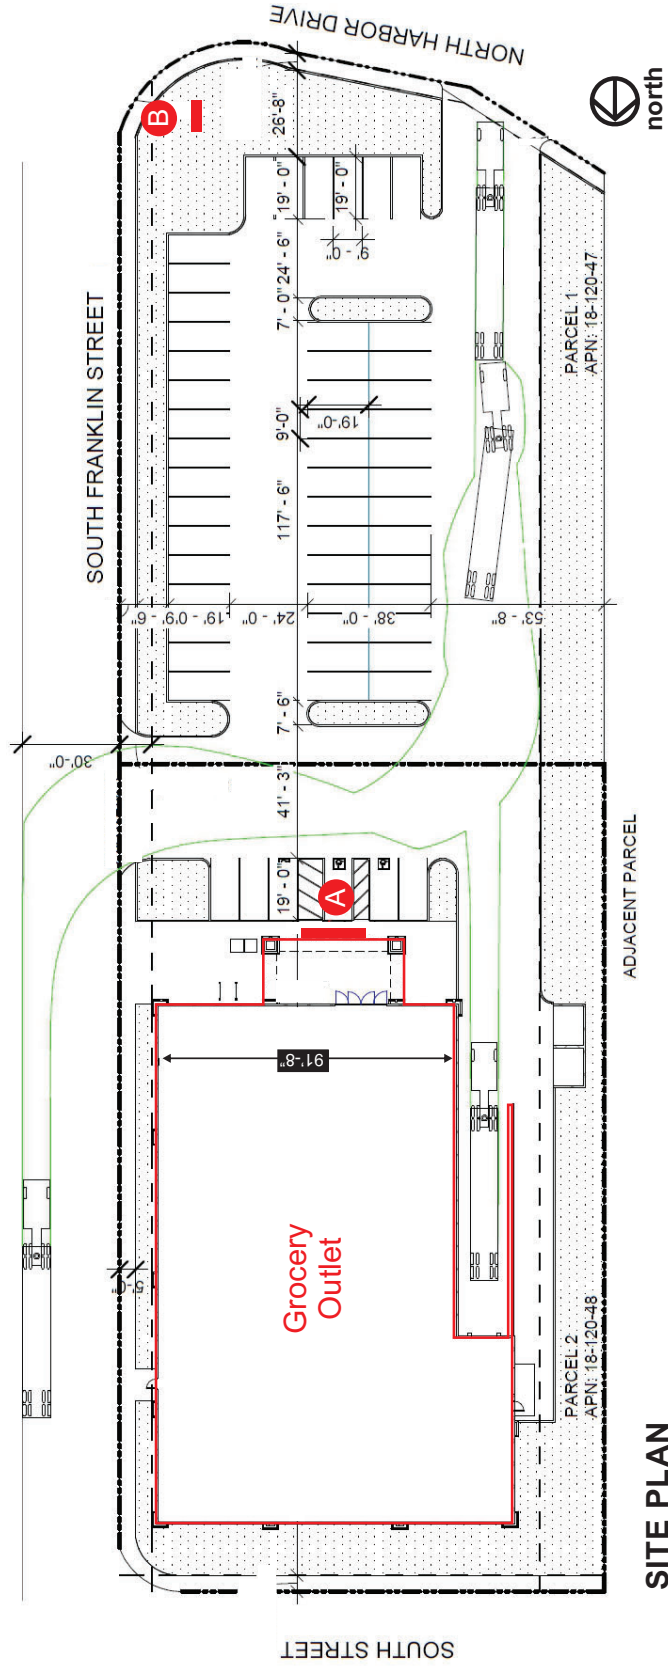 NORTH HARBOR DRIVE
north
SOUTH FRANKLIN STREET
B
26'-8"
19' - 0"
19' - 0"
9' - 0"
24' - 6"
7' - 0"
PARCEL 1
APN: 18-120-47
9'-0"
19'-0"
117' - 6"
9' - 6"
19' - 0"
24' - 0"
38' - 0"
53' - 8"
7' - 6"
30'-0"
41' - 3"
19' - 0"
A
ADJACENT PARCEL
91'-8"
5'-0"
Grocery
Outlet
PARCEL 2
APN: 18-120-48
SITE PLAN
SOUTH STREET